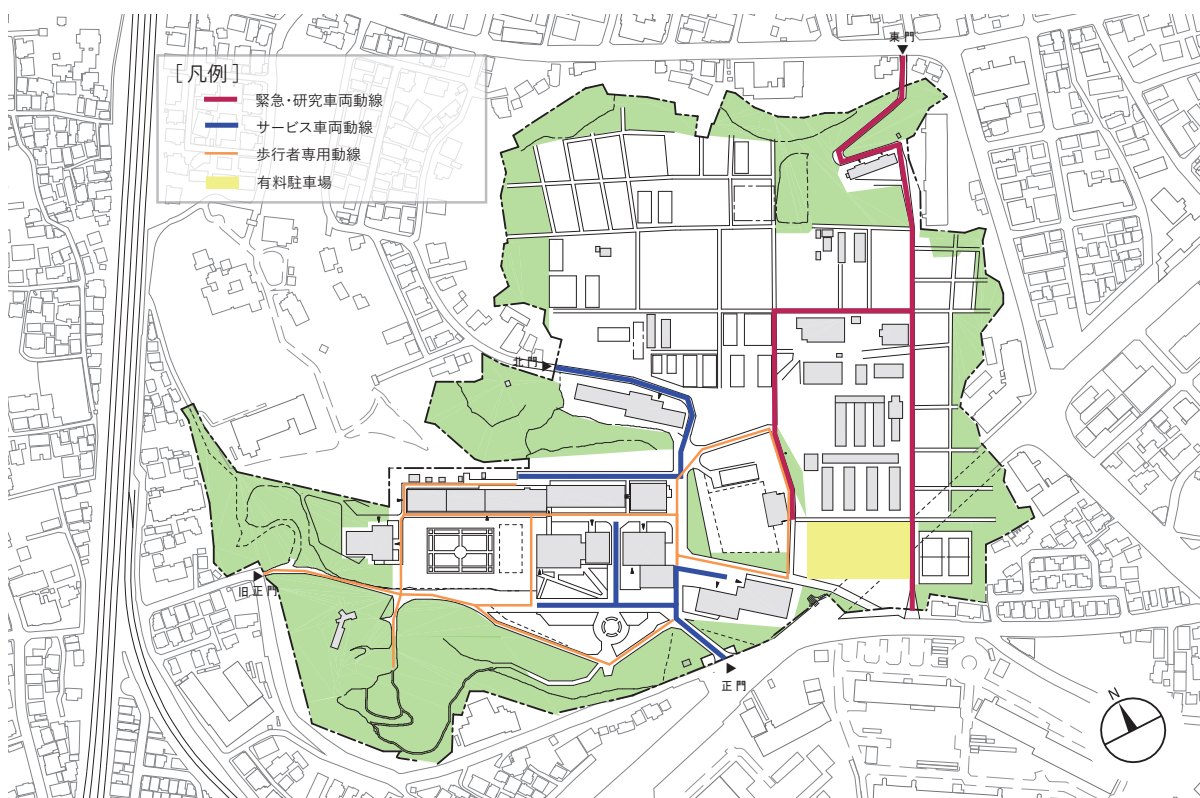 東門
[凡例]
緊急・研究車両動線
サービス車両動線
歩行者専用動線
有料駐車場
北門
旧正門
正門
N